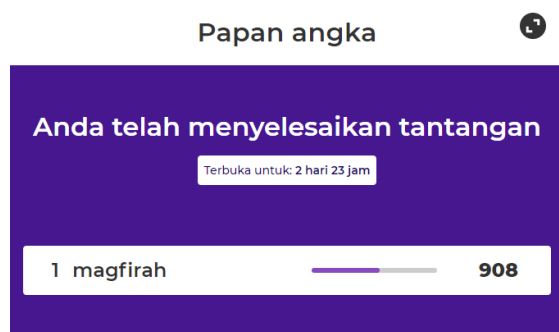 Papan angka
Anda telah menyelesaikan tantangan
Terbuka untuk: 2 hari 23 jam
1 magfirah 908